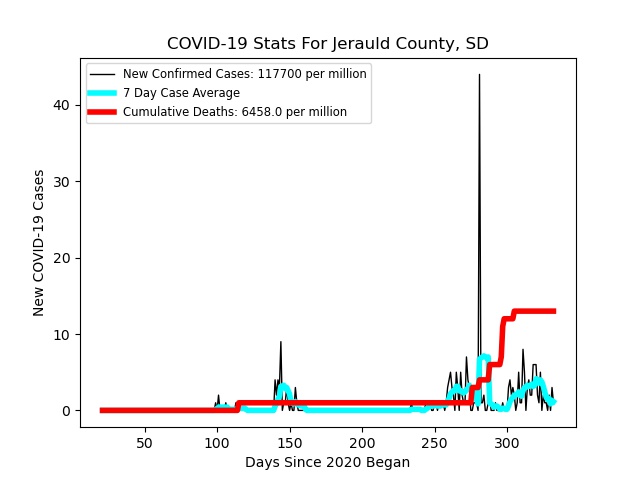 COVID-19 Stats For Jerauld County, SD
New Confirmed Cases: 117700 per million
7 Day Case Average
Cumulative Deaths: 6458.0 per million
New COVID-19 Cases
40
30
20
10
0
50 100 150 200 250 300
Days Since 2020 Began